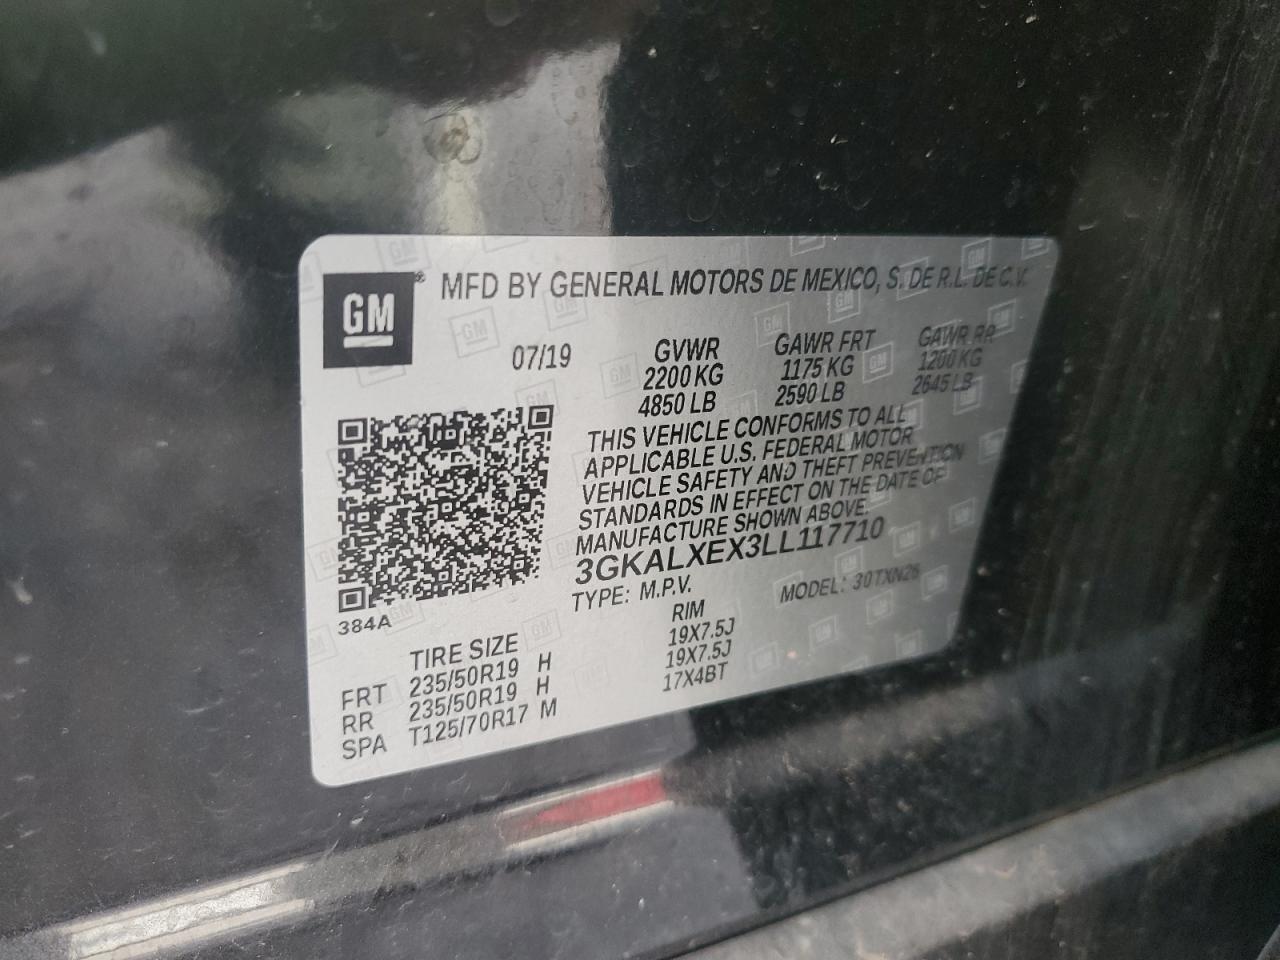 GM
MFD BY GENERAL MOTORS DE MEXICO, S. DE R.L. DE C.V.
07/19
GVWR GAWR FRT GAWR RR
2200 KG 1175 KG 1200 KG
4850 LB 2590 LB 2645 LB
THIS VEHICLE CONFORMS TO ALL
APPLICABLE U.S. FEDERAL MOTOR
VEHICLE SAFETY AND THEFT PREVENTION
STANDARDS IN EFFECT ON THE DATE OF
MANUFACTURE SHOWN ABOVE.
3GKALXEX3LL117710
TYPE: M.P.V. MODEL: 30TXN26
384A
TIRE SIZE RIM
FRT 235/50R19 H 19X7.5J
RR 235/50R19 H 19X7.5J
SPA T125/70R17 M 17X4BT